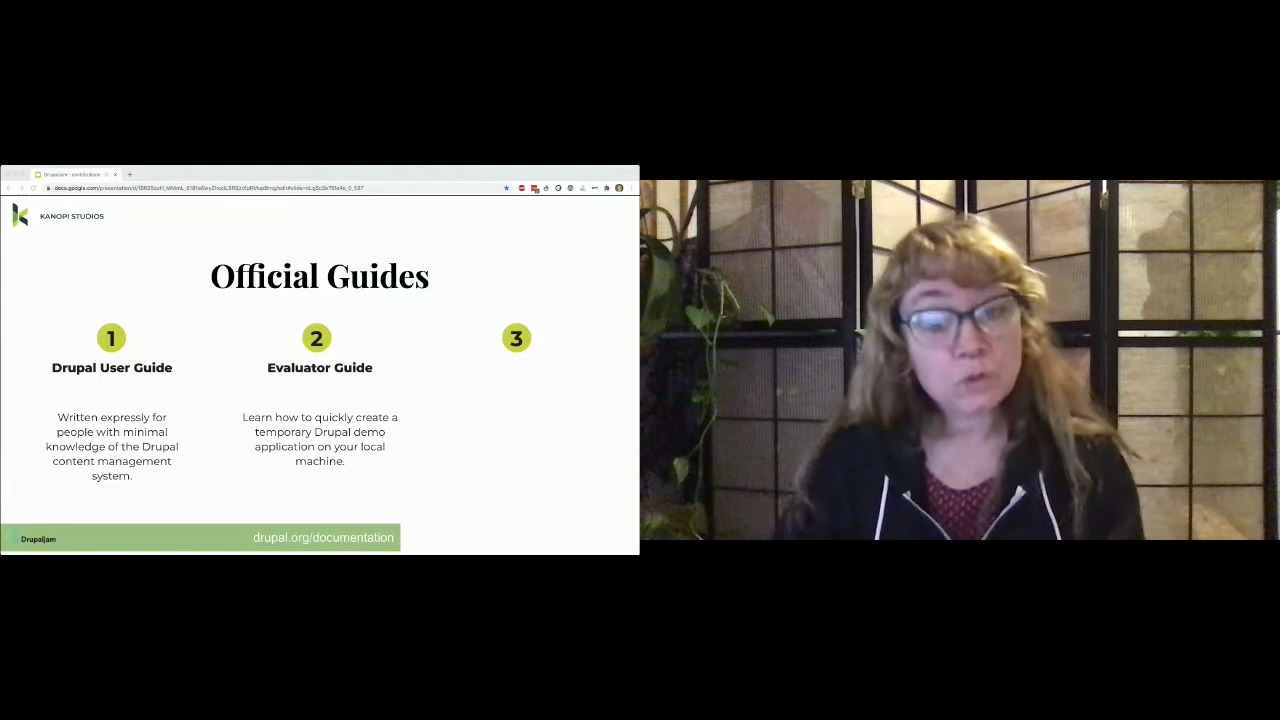 Drupaljam - contributions - (
KANOPI STUDIOS
Official Guides
1
2
3
Drupal User Guide
Evaluator Guide
Written expressly for
people with minimal
knowledge of the Drupal
content management
system.
Learn how to quickly create a
temporary Drupal demo
application on your local
machine.
Drupaljam
drupal.org/documentation